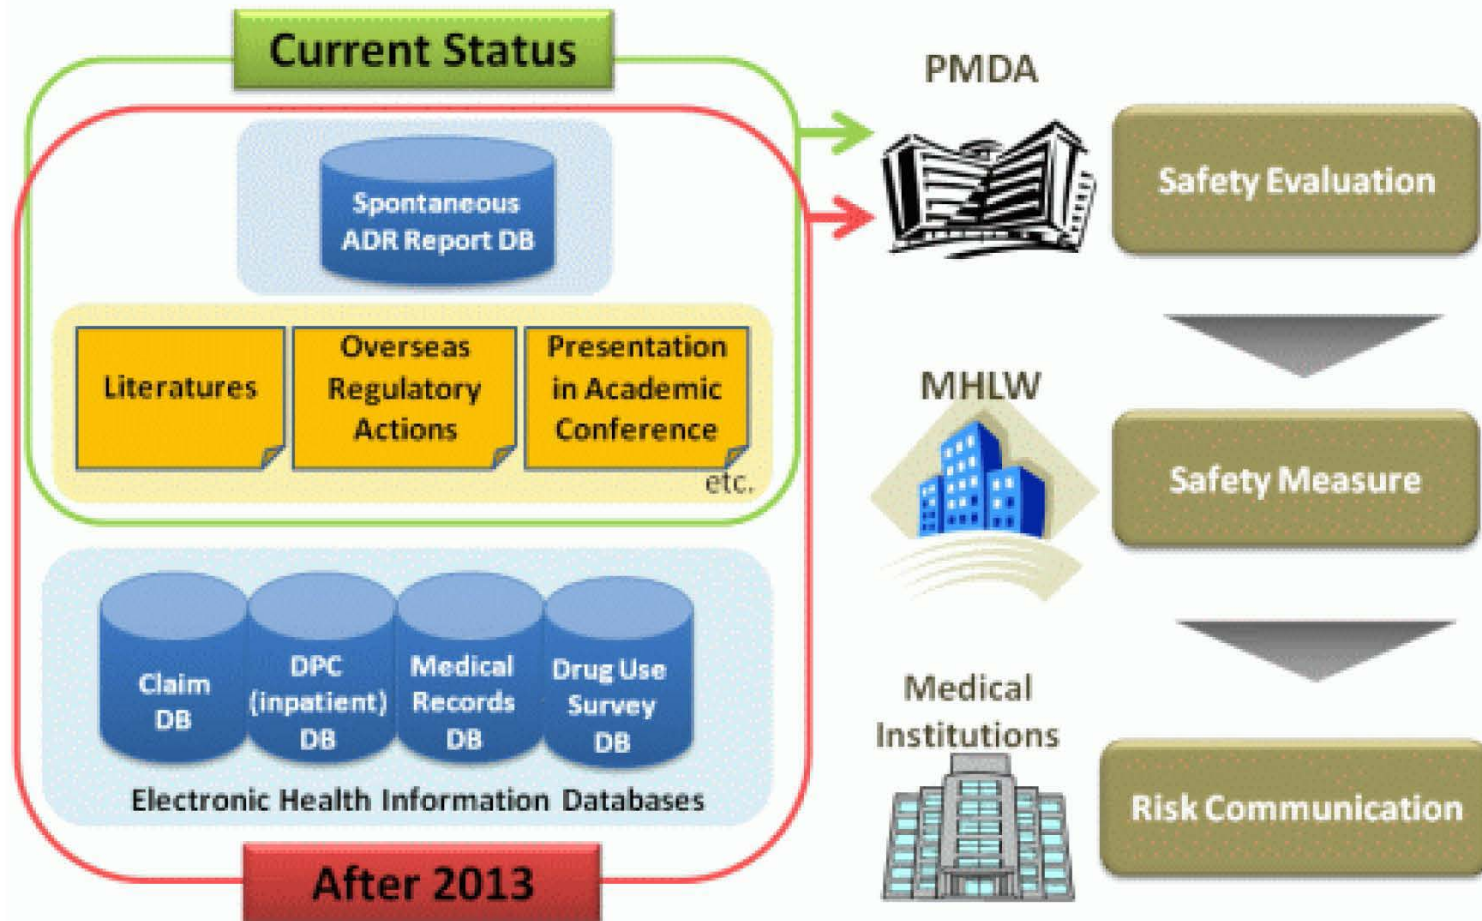 Current Status
Spontaneous
ADR Report DB
Literatures
Overseas
Regulatory
Actions
Presentation
in Academic
Conference
etc.
Claim
DB
DPC
(inpatient)
DB
Medical
Records
DB
Drug Use
Survey
DB
Electronic Health Information Databases
After 2013
PMDA
Safety Evaluation
MHLW
Safety Measure
Medical
Institutions
Risk Communication